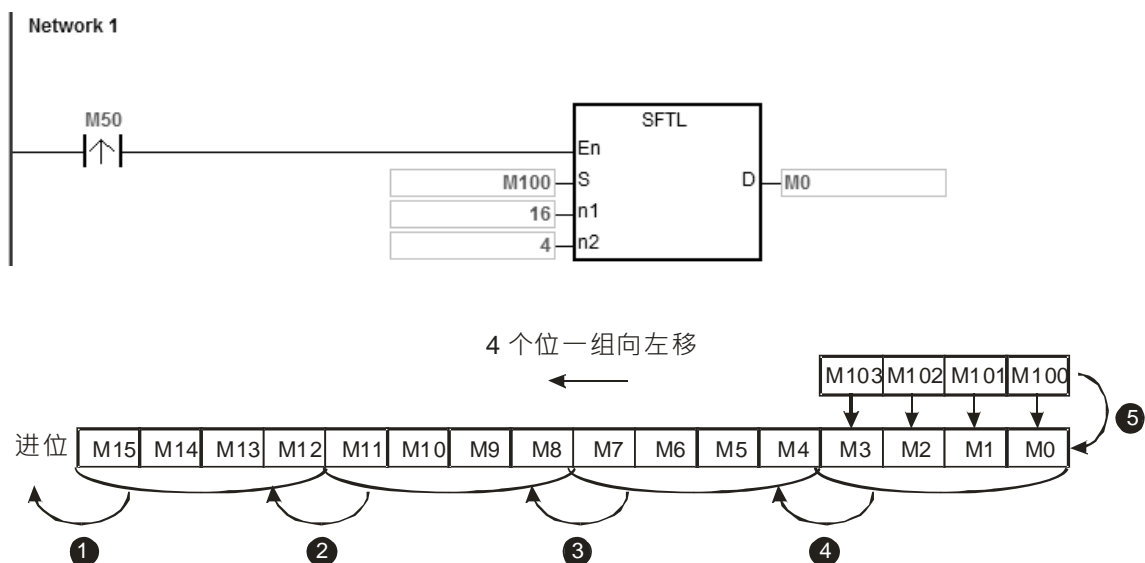 Network 1
M50
SFTL
En
M100 S D M0
16 n1
4 n2
4 个位一组向左移
M103 M102 M101 M100
5
进位 M15 M14 M13 M12 M11 M10 M9 M8 M7 M6 M5 M4 M3 M2 M1 M0
1 2 3 4